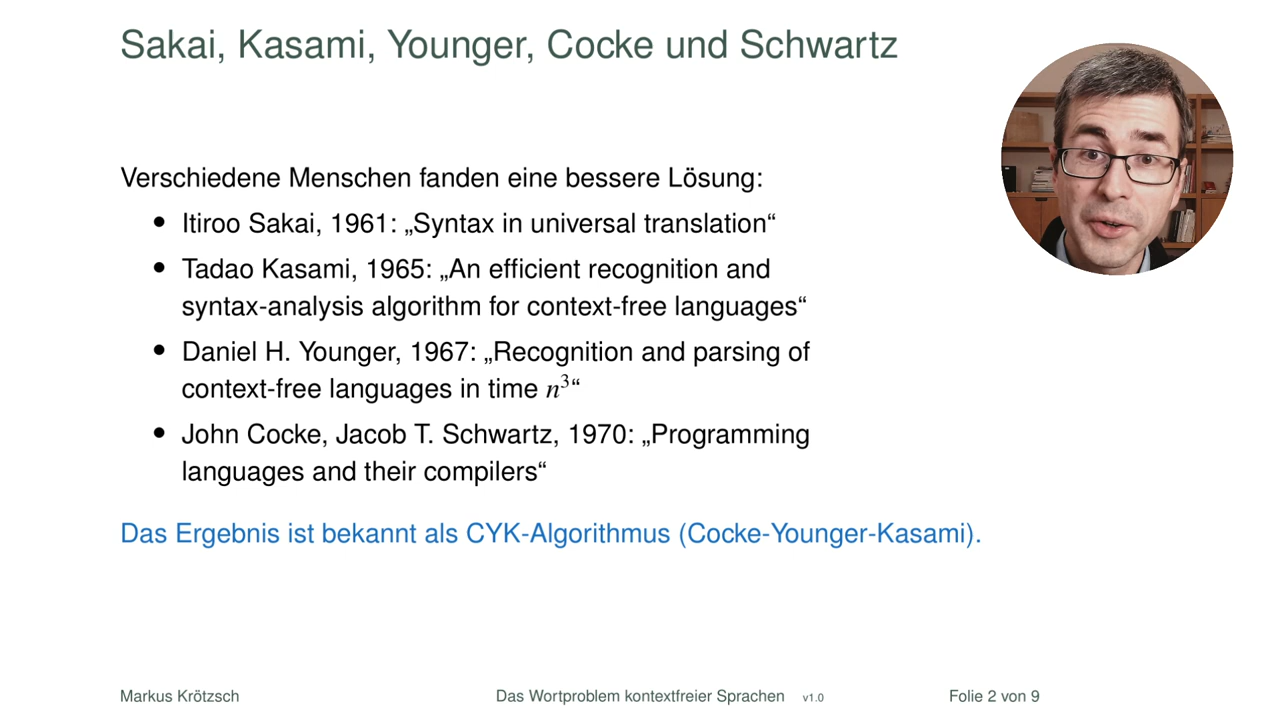 Sakai, Kasami, Younger, Cocke und Schwartz
Verschiedene Menschen fanden eine bessere Lösung:
• Itiroo Sakai, 1961: „Syntax in universal translation“
• Tadao Kasami, 1965: „An efficient recognition and
syntax-analysis algorithm for context-free languages“
• Daniel H. Younger, 1967: „Recognition and parsing of
context-free languages in time n³“
• John Cocke, Jacob T. Schwartz, 1970: „Programming
languages and their compilers“
Das Ergebnis ist bekannt als CYK-Algorithmus (Cocke-Younger-Kasami).
Markus Krötzsch Das Wortproblem kontextfreier Sprachen v1.0 Folie 2 von 9